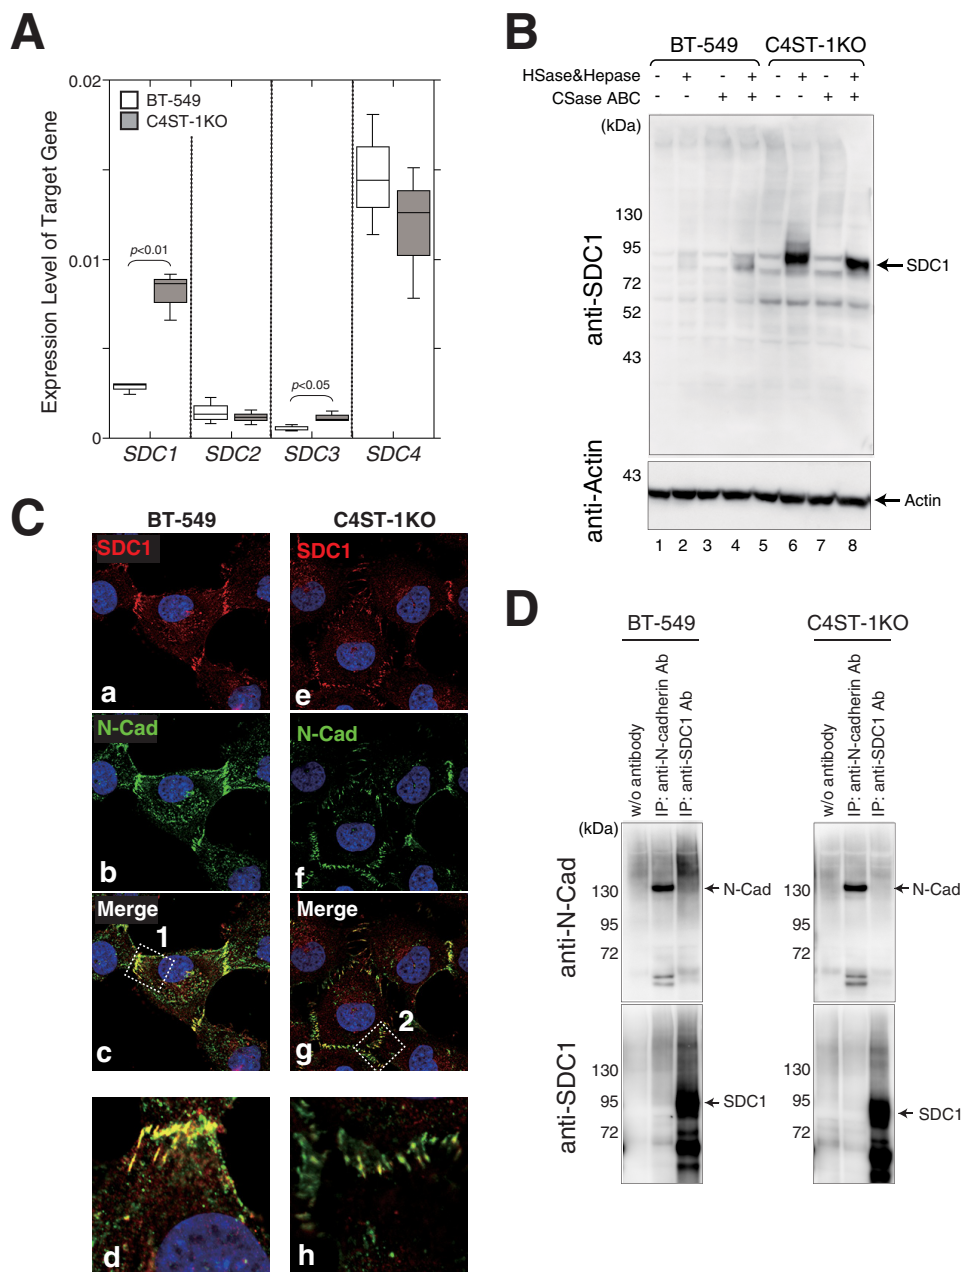 A
0.02
BT-549
C4ST-1KO
p<0.01
0.01
p<0.05
0
Expression Level of Target Gene
SDC1 SDC2 SDC3 SDC4
B
BT-549 C4ST-1KO
HSase&Hepase - + - + - + - +
CSase ABC - - + + - - + +
(kDa)
130
95
72
52
43
anti-SDC1
SDC1
43
anti-Actin
Actin
1 2 3 4 5 6 7 8
C
BT-549 C4ST-1KO
SDC1
a e
N-Cad N-Cad
b f
Merge Merge
1
2
c g
d h
D
BT-549 C4ST-1KO
w/o antibody
IP: anti-N-cadherin Ab
IP: anti-SDC1 Ab
w/o antibody
IP: anti-N-cadherin Ab
IP: anti-SDC1 Ab
(kDa)
130 N-Cad 130 N-Cad
95 95
72 72
anti-N-Cad
130 130
95 SDC1 95 SDC1
72 72
anti-SDC1